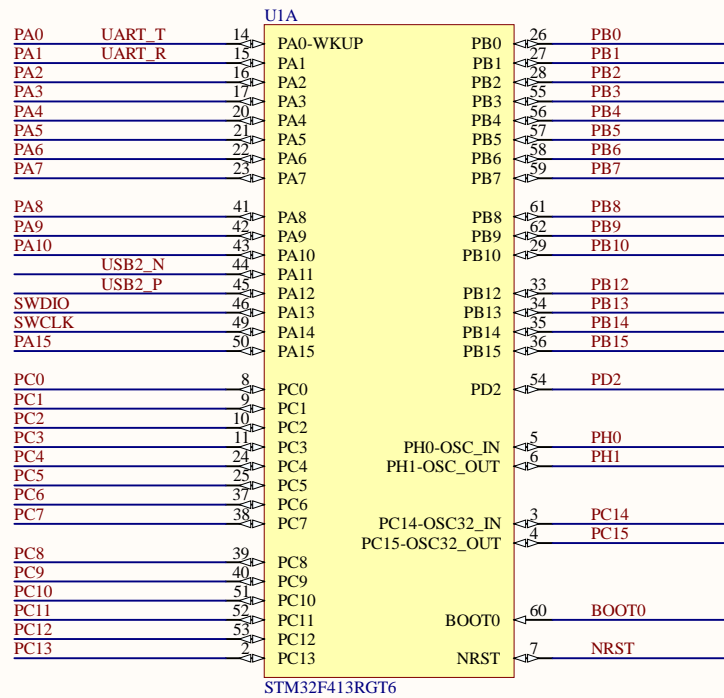 U1A
PA0 UART_T 14 PA0-WKUP PB0 26 PB0
PA1 UART_R 15 PA1 PB1 27 PB1
PA2 16 PA2 PB2 28 PB2
PA3 17 PA3 PB3 55 PB3
PA4 20 PA4 PB4 56 PB4
PA5 21 PA5 PB5 57 PB5
PA6 22 PA6 PB6 58 PB6
PA7 23 PA7 PB7 59 PB7
PA8 41 PA8 PB8 61 PB8
PA9 42 PA9 PB9 62 PB9
PA10 43 PA10 PB10 29 PB10
USB2_N 44 PA11
USB2_P 45 PA12 PB12 33 PB12
SWDIO 46 PA13 PB13 34 PB13
SWCLK 49 PA14 PB14 35 PB14
PA15 50 PA15 PB15 36 PB15
PC0 8 PC0 PD2 54 PD2
PC1 9 PC1
PC2 10 PC2
PC3 11 PC3 PH0-OSC_IN 5 PH0
PC4 24 PC4 PH1-OSC_OUT 6 PH1
PC5 25 PC5
PC6 37 PC6
PC7 38 PC7 PC14-OSC32_IN 3 PC14
PC15-OSC32_OUT 4 PC15
PC8 39 PC8
PC9 40 PC9
PC10 51 PC10
PC11 52 PC11 BOOT0 60 BOOT0
PC12 53 PC12
PC13 2 PC13 NRST 7 NRST
STM32F413RGT6